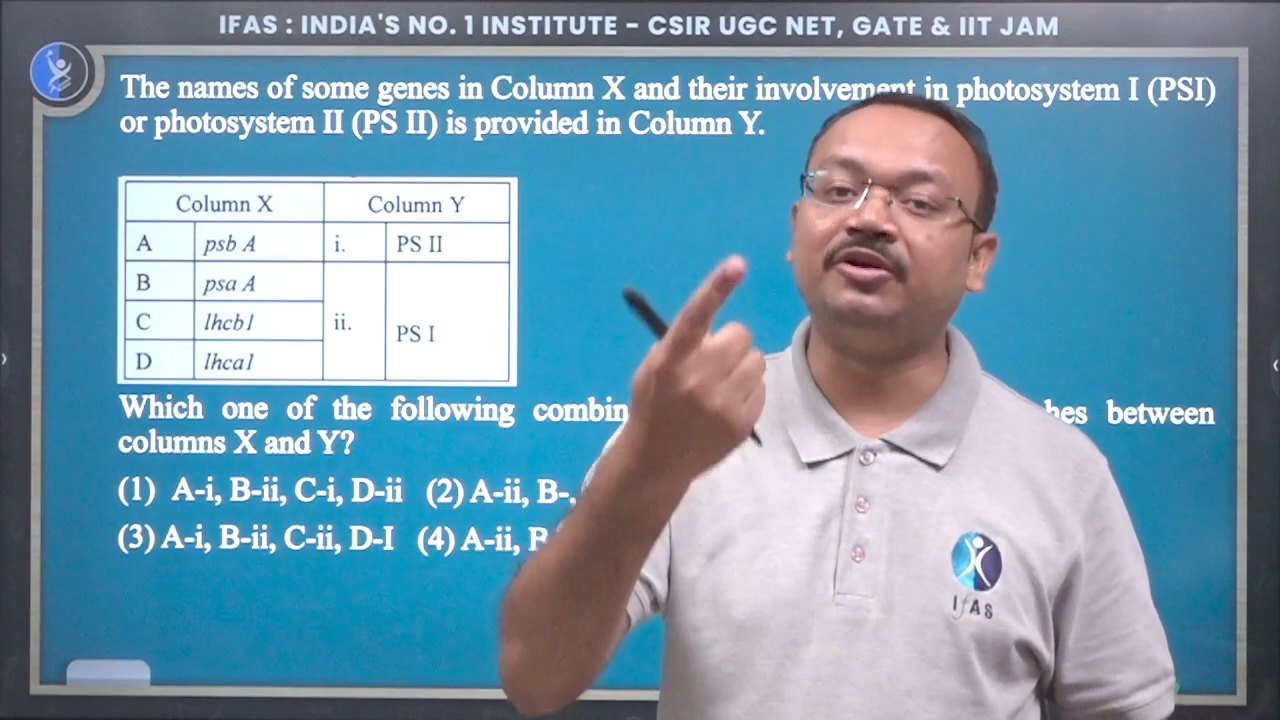 IFAS : INDIA'S NO. 1 INSTITUTE – CSIR UGC NET, GATE & IIT JAM
The names of some genes in Column X and their involvement in photosystem I (PSI)
or photosystem II (PS II) is provided in Column Y.
Column X Column Y
A psb A i. PS II
B psa A
C lhcb1 ii. PS I
D lhca1
Which one of the following between
columns X and Y?
(1) A-i, B-ii, C-i, D-ii (2) A-ii,
(3) A-i, B-ii, C-ii, D-I (4) A-ii,
IfAS